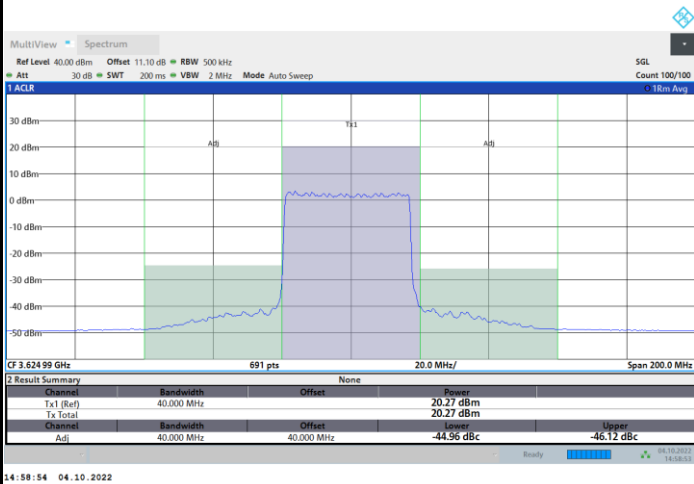 MultiView Spectrum
Ref Level 40.00 dBm Offset 11.10 dB RBW 500 kHz SGL
Att 30 dB SWT 200 ms VBW 2 MHz Mode Auto Sweep Count 100/100
1 ACLR 1Rm Avg
30 dBm
Tx1
20 dBm
Adj Adj
10 dBm
0 dBm
-10 dBm
-20 dBm
-30 dBm
-40 dBm
-50 dBm
CF 3.624 99 GHz 691 pts 20.0 MHz/ Span 200.0 MHz
2 Result Summary None
Channel Bandwidth Offset Power
Tx1 (Ref) 40.000 MHz 20.27 dBm
Tx Total 20.27 dBm
Channel Bandwidth Offset Lower Upper
Adj 40.000 MHz 40.000 MHz -44.96 dBc -46.12 dBc
Ready 04.10.2022
14:58:53
14:58:54 04.10.2022